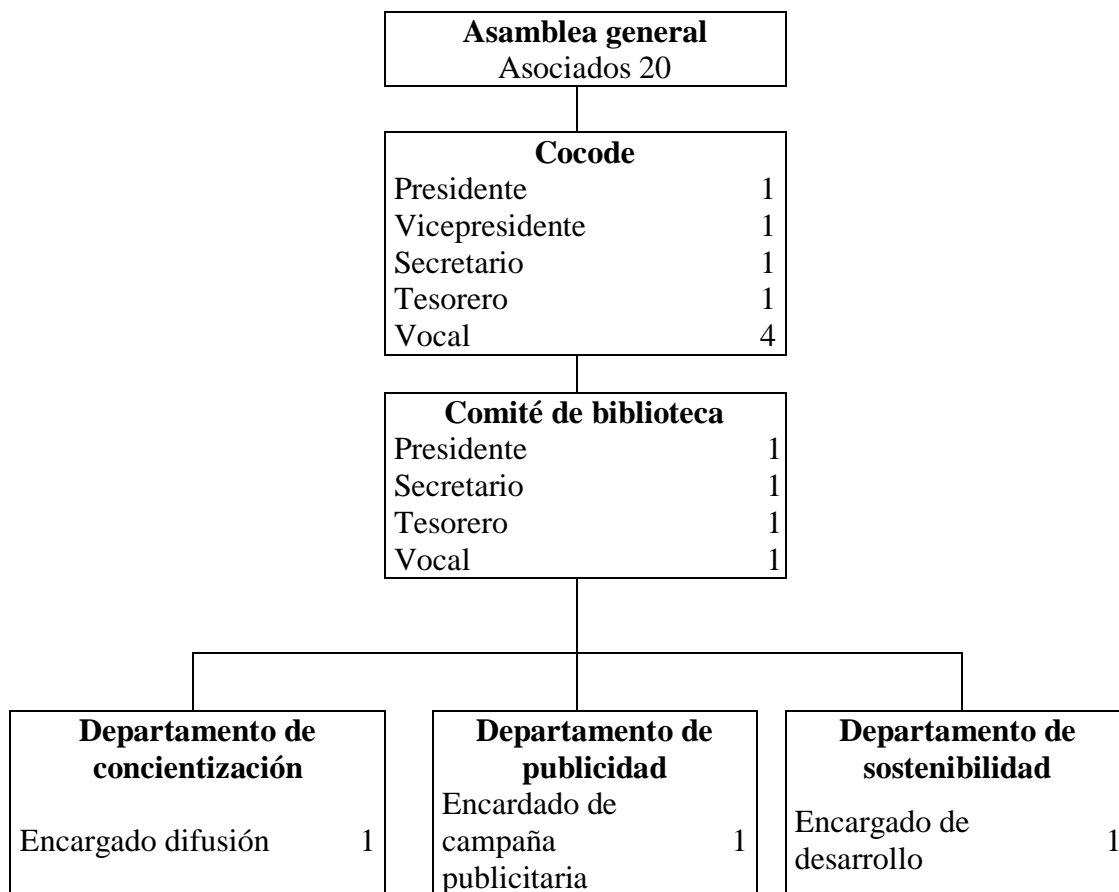 Asamblea general
Asociados 20
Cocode
Presidente 1
Vicepresidente 1
Secretario 1
Tesorero 1
Vocal 4
Comité de biblioteca
Presidente 1
Secretario 1
Tesorero 1
Vocal 1
Departamento de
concientización
Encargado difusión 1
Departamento de
publicidad
Encardado de
campaña 1
publicitaria
Departamento de
sostenibilidad
Encargado de 1
desarrollo